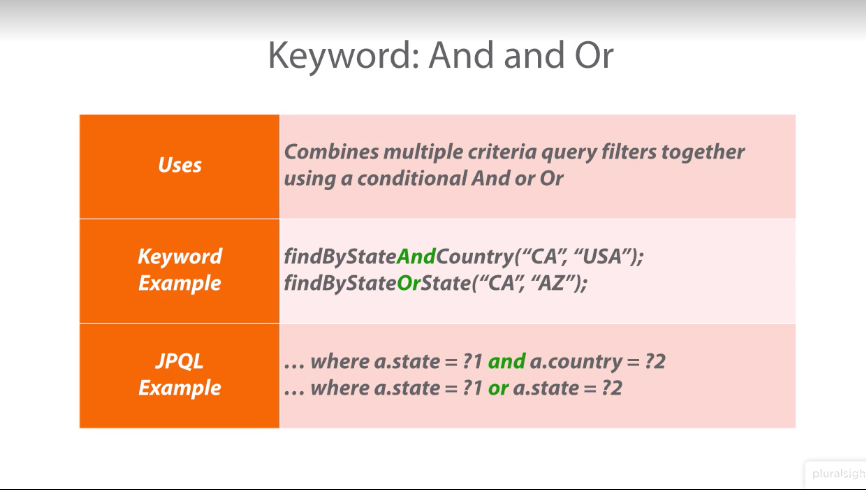 Keyword: And and Or
Uses
Combines multiple criteria query filters together
using a conditional And or Or
Keyword
Example
findByStateAndCountry(“CA”, “USA”);
findByStateOrState(“CA”, “AZ”);
JPQL
Example
… where a.state = ?1 and a.country = ?2
… where a.state = ?1 or a.state = ?2
pluralsigh